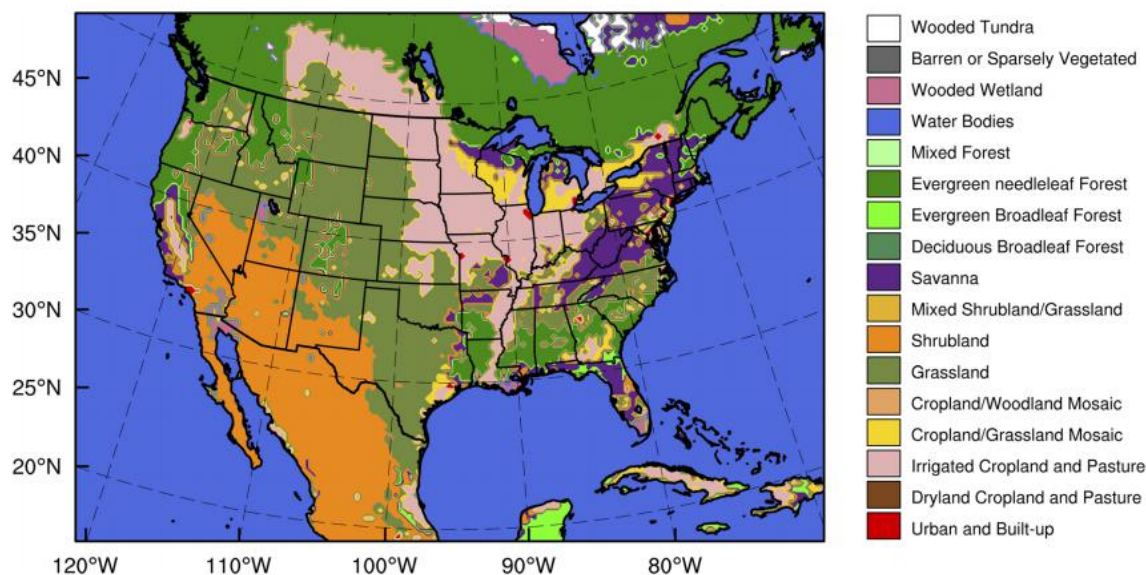 45°N
40°N
35°N
30°N
25°N
20°N
120°W
110°W
100°W
90°W
80°W
Wooded Tundra
Barren or Sparsely Vegetated
Wooded Wetland
Water Bodies
Mixed Forest
Evergreen needleleaf Forest
Evergreen Broadleaf Forest
Deciduous Broadleaf Forest
Savanna
Mixed Shrubland/Grassland
Shrubland
Grassland
Cropland/Woodland Mosaic
Cropland/Grassland Mosaic
Irrigated Cropland and Pasture
Dryland Cropland and Pasture
Urban and Built-up